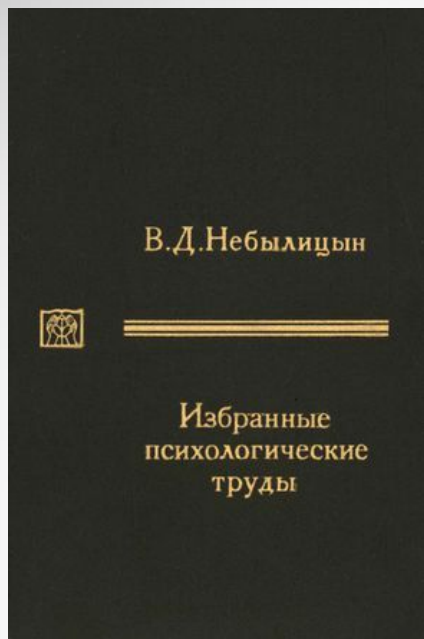 В.Д.Небылицын
Избранные
психологические
труды